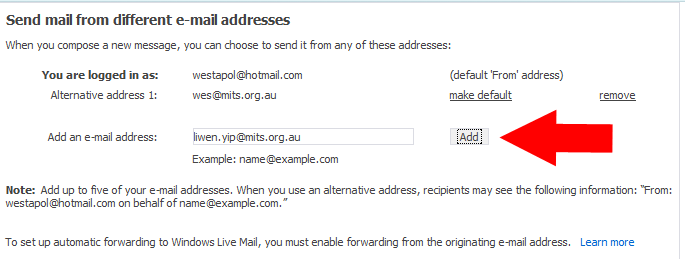 Send mail from different e-mail addresses
When you compose a new message, you can choose to send it from any of these addresses:
You are logged in as: westapol@hotmail.com (default 'From' address)
Alternative address 1: wes@mits.org.au make default remove
Add an e-mail address: liwen.yip@mits.org.au Add
Example: name@example.com
Note: Add up to five of your e-mail addresses. When you use an alternative address, recipients may see the following information: “From:
westapol@hotmail.com on behalf of name@example.com.”
To set up automatic forwarding to Windows Live Mail, you must enable forwarding from the originating e-mail address. Learn more